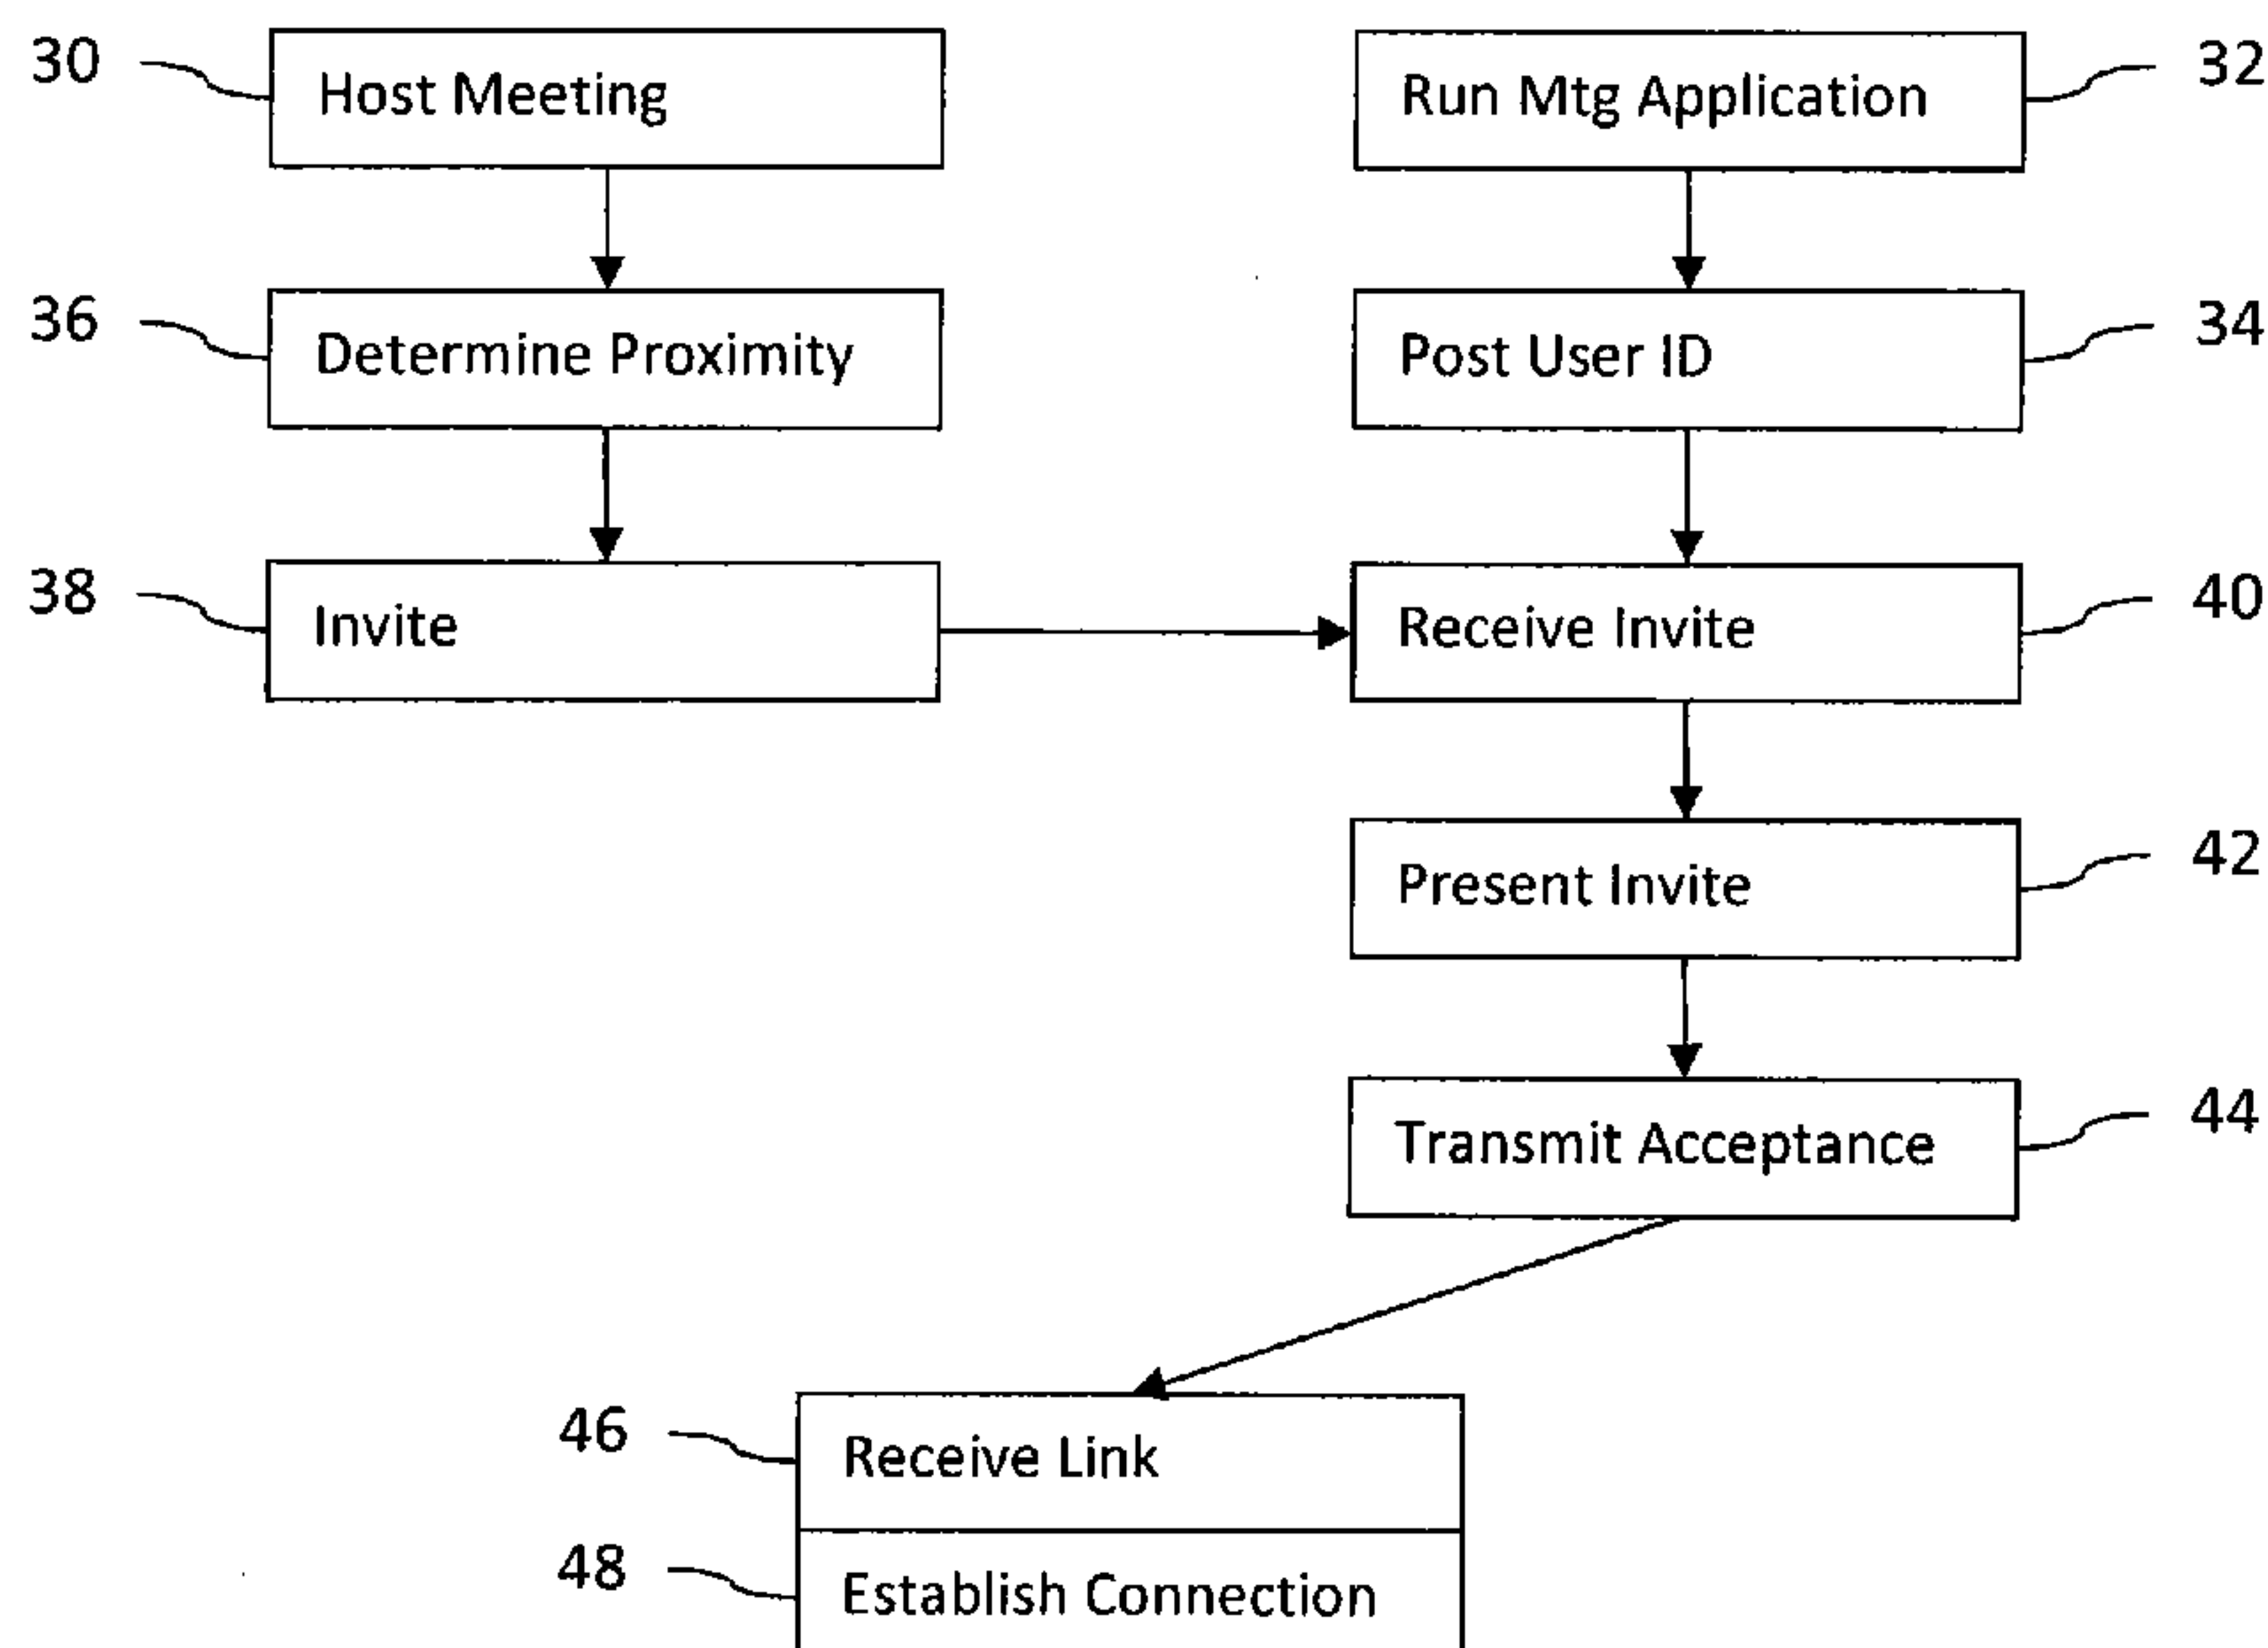 30 Host Meeting Run Mtg Application 32
36 Determine Proximity Post User ID 34
38 Invite Receive Invite 40
Present Invite 42
Transmit Acceptance 44
46 Receive Link
48 Establish Connection